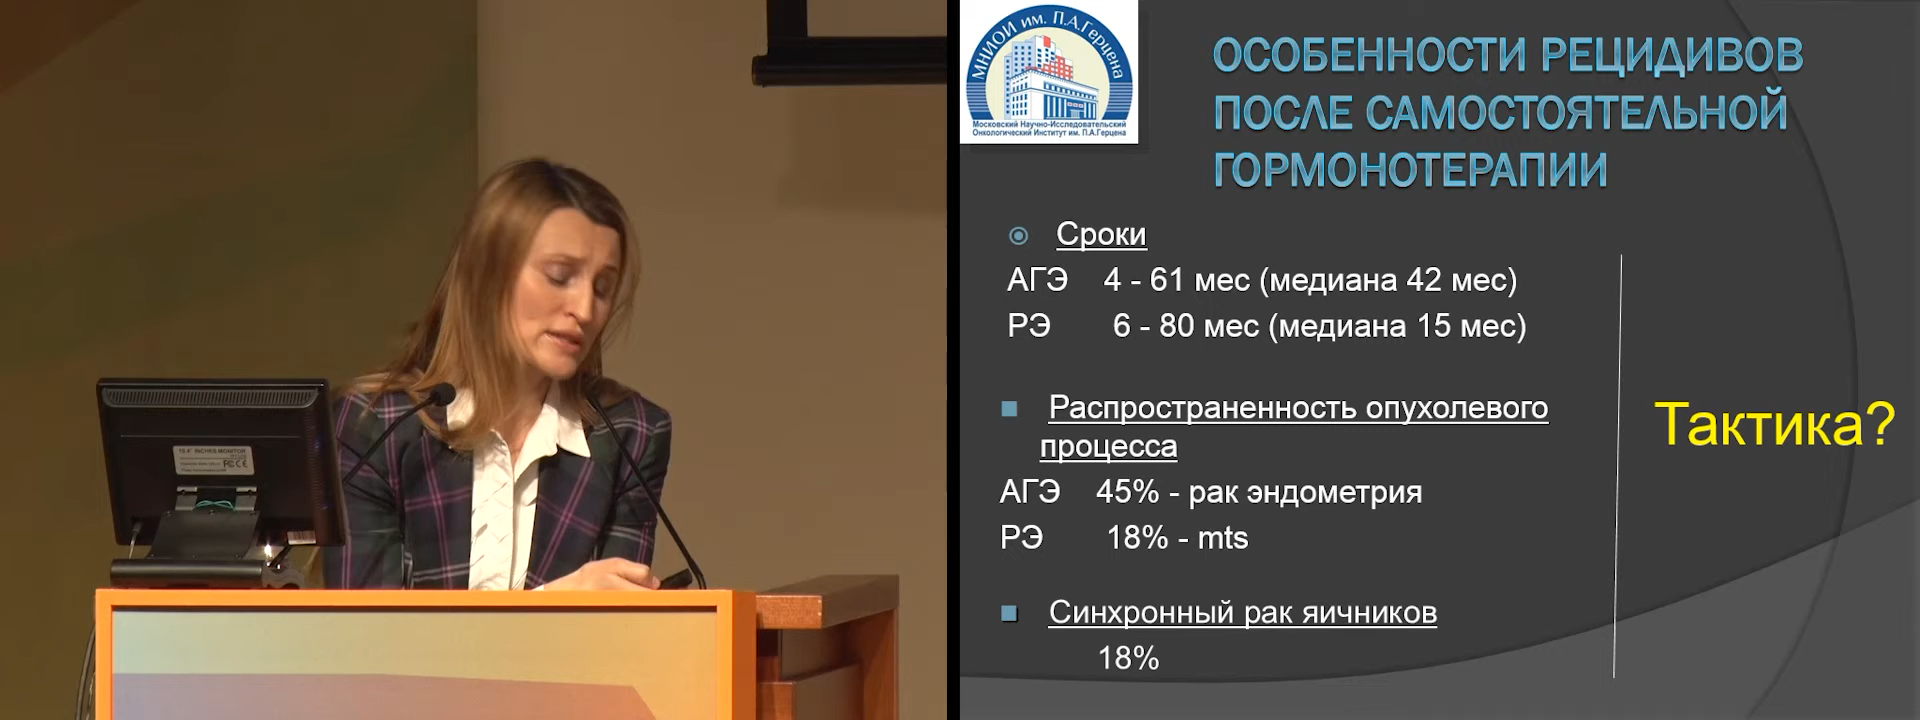 МНИОИ им. П.А.Герцена
Московский Научно-Исследовательский
Онкологический Институт им. П.А.Герцена
ОСОБЕННОСТИ РЕЦИДИВОВ
ПОСЛЕ САМОСТОЯТЕЛЬНОЙ
ГОРМОНОТЕРАПИИ
Сроки
АГЭ 4 - 61 мес (медиана 42 мес)
РЭ 6 - 80 мес (медиана 15 мес)
Распространенность опухолевого
процесса
АГЭ 45% - рак эндометрия
РЭ 18% - mts
Синхронный рак яичников
18%
Тактика?